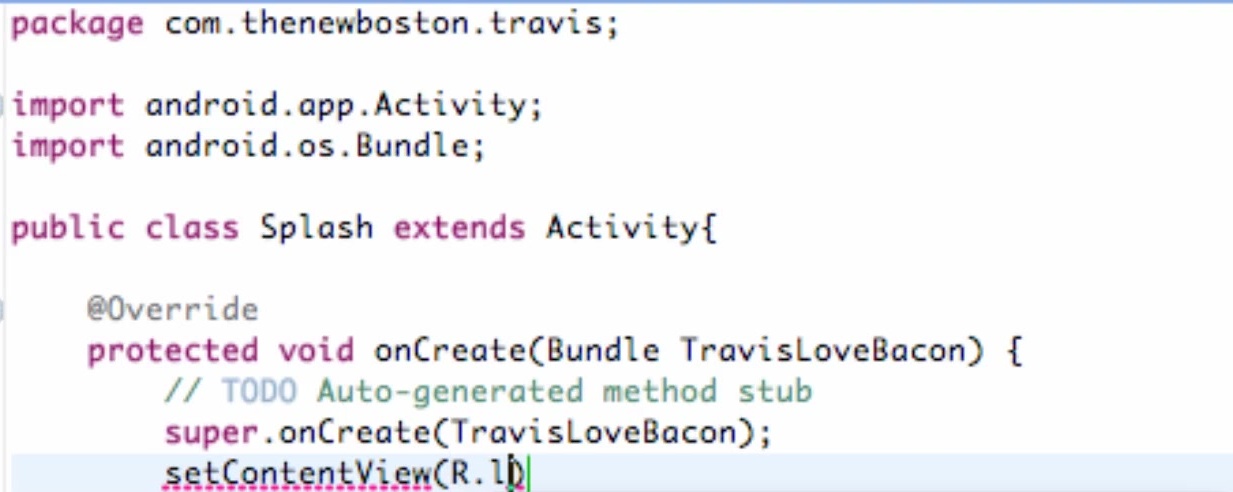 package com.thenewboston.travis;
import android.app.Activity;
import android.os.Bundle;
public class Splash extends Activity{
@Override
protected void onCreate(Bundle TravisLoveBacon) {
// TODO Auto-generated method stub
super.onCreate(TravisLoveBacon);
setContentView(R.l)